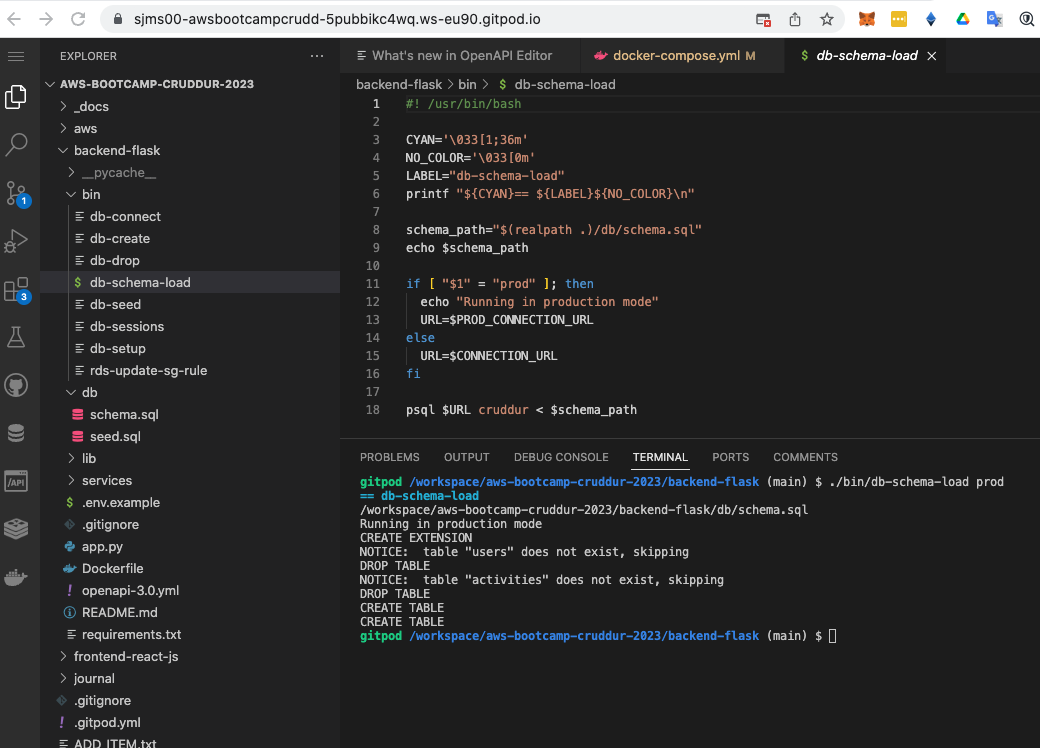 sjms00-awsbootcampcrudd-5pubbikc4wq.ws-eu90.gitpod.io
EXPLORER
AWS-BOOTCAMP-CRUDDUR-2023
_docs
aws
backend-flask
__pycache__
bin
db-connect
db-create
db-drop
$ db-schema-load
db-seed
db-sessions
db-setup
rds-update-sg-rule
db
schema.sql
seed.sql
lib
services
$ .env.example
.gitignore
app.py
Dockerfile
! openapi-3.0.yml
README.md
requirements.txt
frontend-react-js
journal
.gitignore
! .gitpod.yml
ADD ITEM.txt
1
3
/API
What's new in OpenAPI Editor
docker-compose.yml M
$ db-schema-load
backend-flask > bin > $ db-schema-load
1 #! /usr/bin/bash
2
3 CYAN='\033[1;36m'
4 NO_COLOR='\033[0m'
5 LABEL="db-schema-load"
6 printf "${CYAN}== ${LABEL}${NO_COLOR}\n"
7
8 schema_path="$(realpath .)/db/schema.sql"
9 echo $schema_path
10
11 if [ "$1" = "prod" ]; then
12 echo "Running in production mode"
13 URL=$PROD_CONNECTION_URL
14 else
15 URL=$CONNECTION_URL
16 fi
17
18 psql $URL cruddur < $schema_path
PROBLEMS OUTPUT DEBUG CONSOLE TERMINAL PORTS COMMENTS
gitpod /workspace/aws-bootcamp-cruddur-2023/backend-flask (main) $ ./bin/db-schema-load prod
== db-schema-load
/workspace/aws-bootcamp-cruddur-2023/backend-flask/db/schema.sql
Running in production mode
CREATE EXTENSION
NOTICE:  table "users" does not exist, skipping
DROP TABLE
NOTICE:  table "activities" does not exist, skipping
DROP TABLE
CREATE TABLE
CREATE TABLE
gitpod /workspace/aws-bootcamp-cruddur-2023/backend-flask (main) $